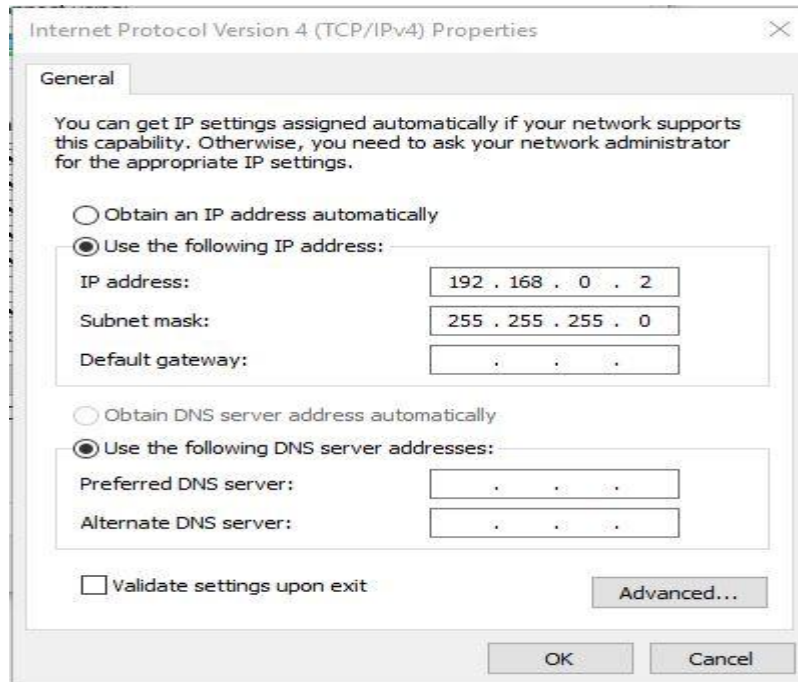 Internet Protocol Version 4 (TCP/IPv4) Properties
General
You can get IP settings assigned automatically if your network supports
this capability. Otherwise, you need to ask your network administrator
for the appropriate IP settings.
Obtain an IP address automatically
Use the following IP address:
IP address: 192 . 168 . 0 . 2
Subnet mask: 255 . 255 . 255 . 0
Default gateway: . . .
Obtain DNS server address automatically
Use the following DNS server addresses:
Preferred DNS server: . . .
Alternate DNS server: . . .
Validate settings upon exit
Advanced...
OK Cancel